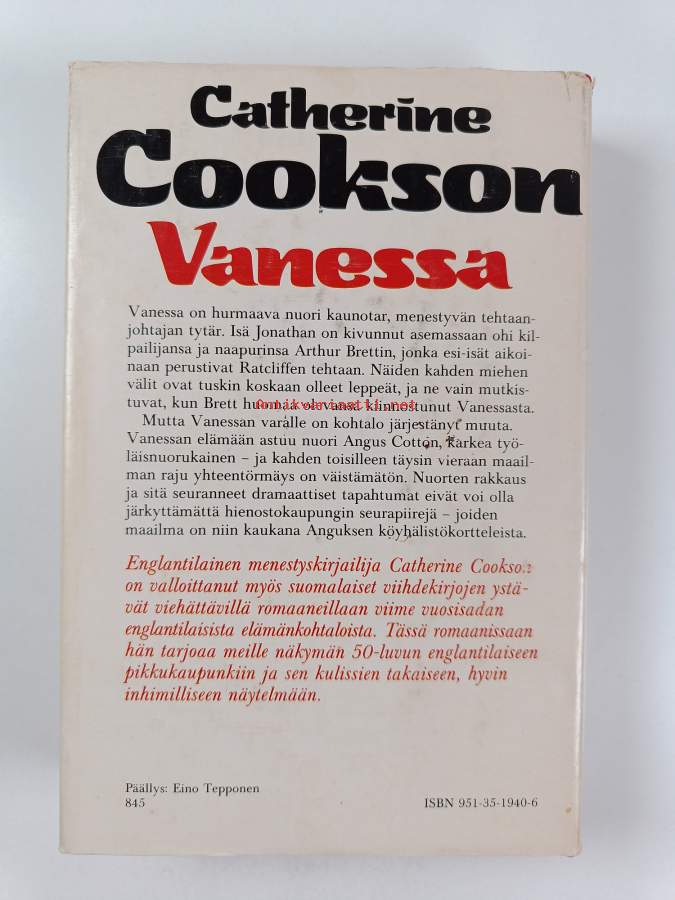 Catherine
Cookson
Vanessa
Vanessa on hurmaava nuori kaunotar, menestyvän tehtaan-
johtajan tytär. Isä Jonathan on kivunnut asemassaan ohi kil-
pailijansa ja naapurinsa Arthur Brettin, jonka esi-isät aikoi-
naan perustivat Ratcliffen tehtaan. Näiden kahden miehen
välit ovat tuskin koskaan olleet leppeät, ja ne vain mutkis-
tuvat, kun Brett huomaa olevansa kiinnostunut Vanessasta.
Antikvariaatti.net
Mutta Vanessan varalle on kohtalo järjestänyt muuta.
Vanessan elämään astuu nuori Angus Cotton, karkea työ-
läisnuorukainen – ja kahden toisilleen täysin vieraan maail-
man raju yhteentörmäys on väistämätön. Nuorten rakkaus
ja sitä seuranneet dramaattiset tapahtumat eivät voi olla
järkyttämättä hienostokaupungin seurapiirejä – joiden
maailma on niin kaukana Anguksen köyhälistökortteleista.
Englantilainen menestyskirjailija Catherine Cookson
on valloittanut myös suomalaiset viihdekirjojen ystä-
vät viehättävillä romaaneillaan viime vuosisadan
englantilaisista elämänkohtaloista. Tässä romaanissaan
hän tarjoaa meille näkymän 50-luvun englantilaiseen
pikkukaupunkiin ja sen kulissien takaiseen, hyvin
inhimilliseen näytelmään.
Päällys: Eino Tepponen
845
ISBN 951-35-1940-6